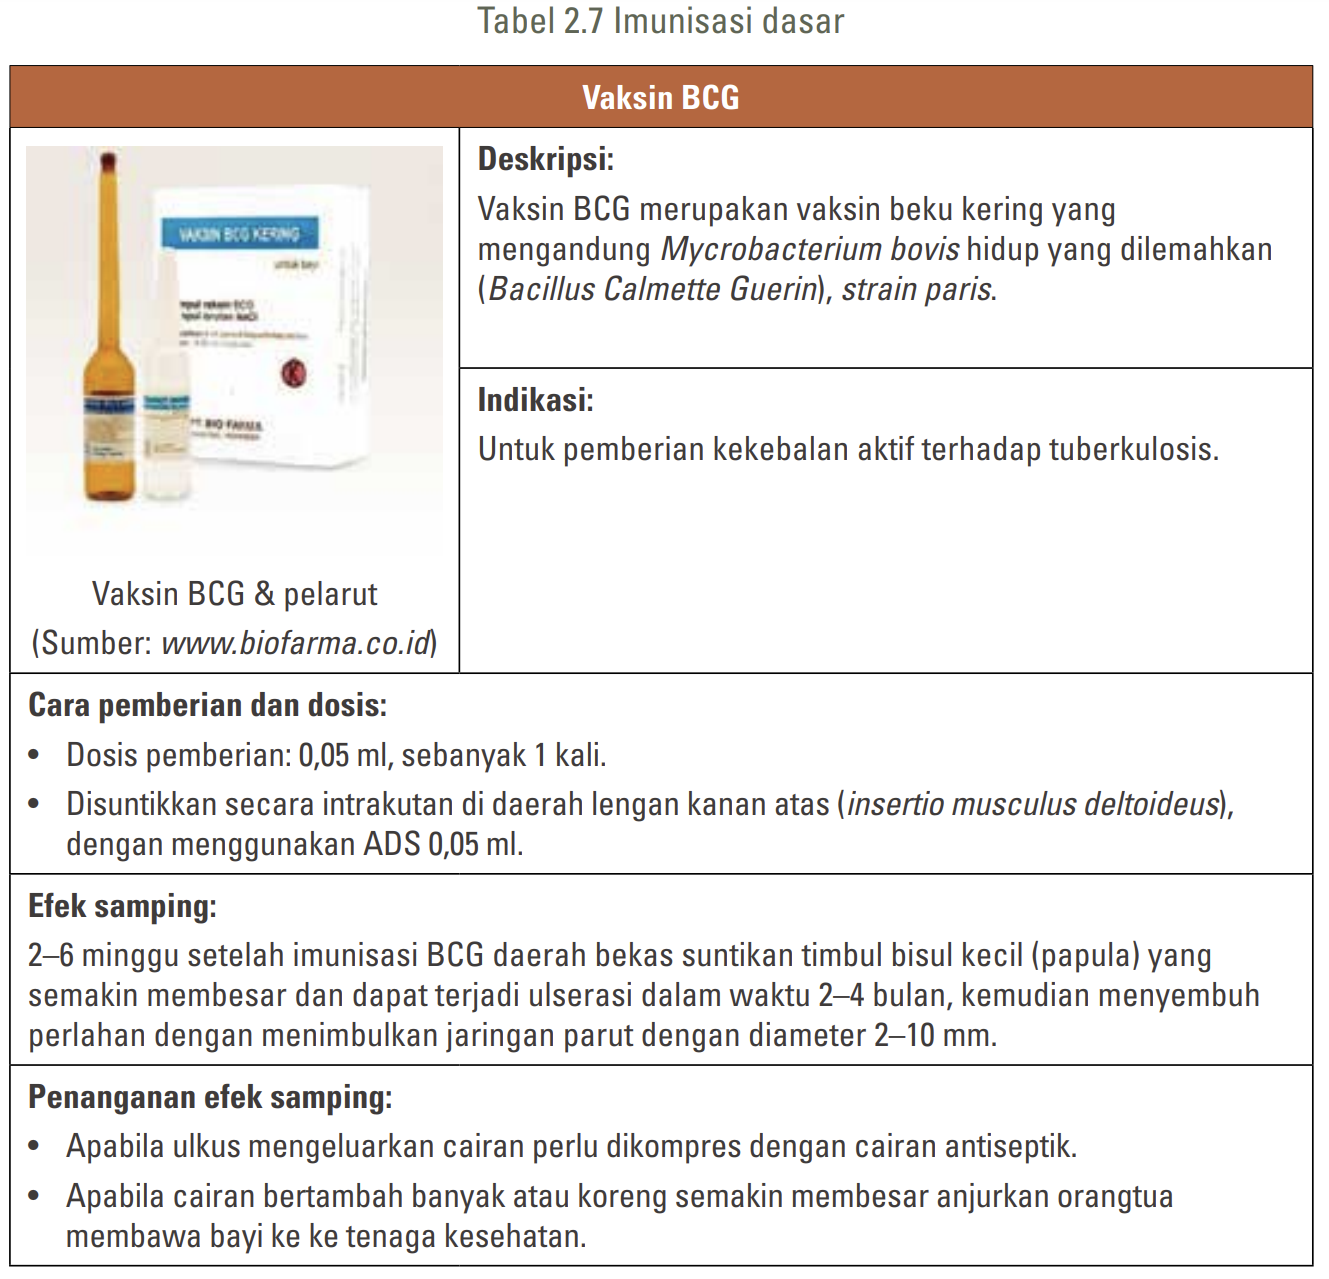 Tabel 2.7 Imunisasi dasar
Vaksin BCG
VAKSIN BCG KERING
untuk bayi
PT. BIO FARMA
Vaksin BCG & pelarut
(Sumber: www.biofarma.co.id)
Deskripsi:
Vaksin BCG merupakan vaksin beku kering yang
mengandung Mycrobacterium bovis hidup yang dilemahkan
(Bacillus Calmette Guerin), strain paris.
Indikasi:
Untuk pemberian kekebalan aktif terhadap tuberkulosis.
Cara pemberian dan dosis:
• Dosis pemberian: 0,05 ml, sebanyak 1 kali.
• Disuntikkan secara intrakutan di daerah lengan kanan atas (insertio musculus deltoideus),
dengan menggunakan ADS 0,05 ml.
Efek samping:
2–6 minggu setelah imunisasi BCG daerah bekas suntikan timbul bisul kecil (papula) yang
semakin membesar dan dapat terjadi ulserasi dalam waktu 2–4 bulan, kemudian menyembuh
perlahan dengan menimbulkan jaringan parut dengan diameter 2–10 mm.
Penanganan efek samping:
• Apabila ulkus mengeluarkan cairan perlu dikompres dengan cairan antiseptik.
• Apabila cairan bertambah banyak atau koreng semakin membesar anjurkan orangtua
membawa bayi ke ke tenaga kesehatan.